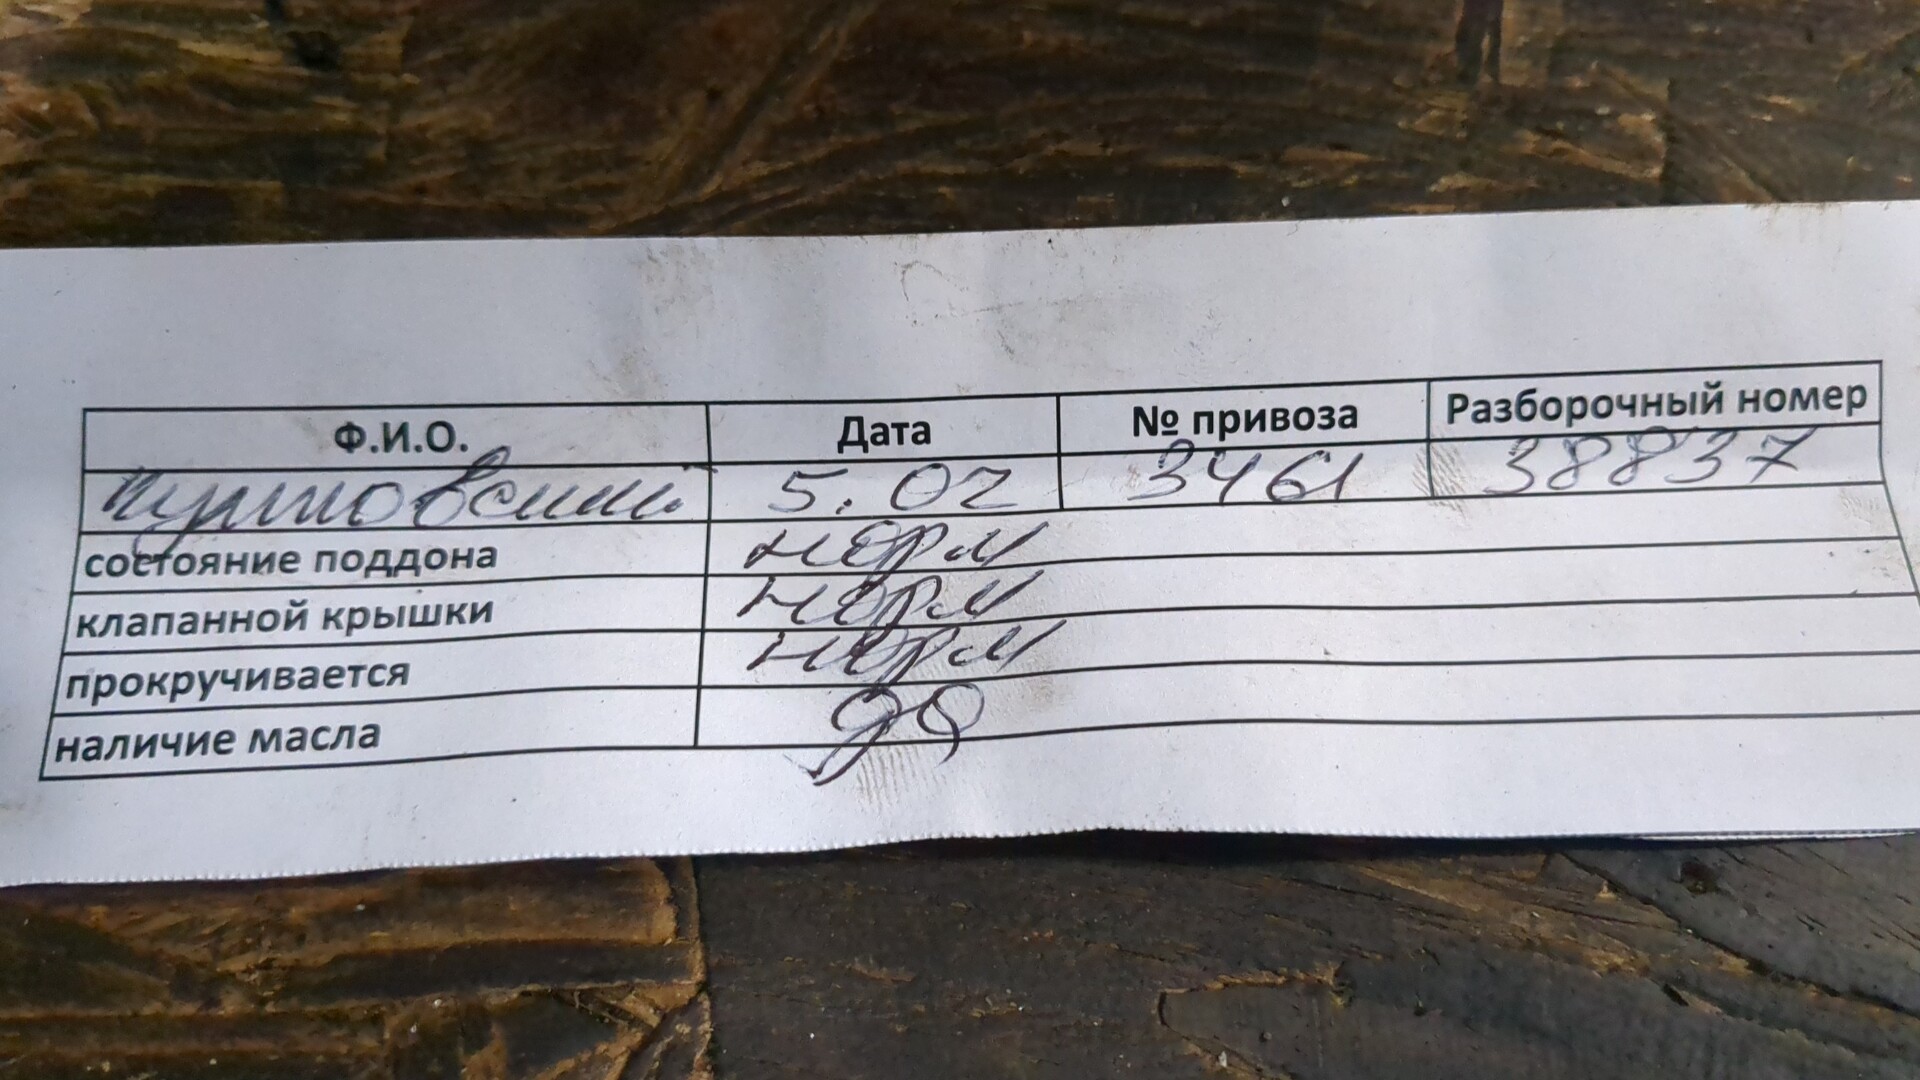 Ф.И.О. Дата № привоза Разборочный номер
5.02 3461 38837
состояние поддона норм
клапанной крышки норм
прокручивается норм
наличие масла да